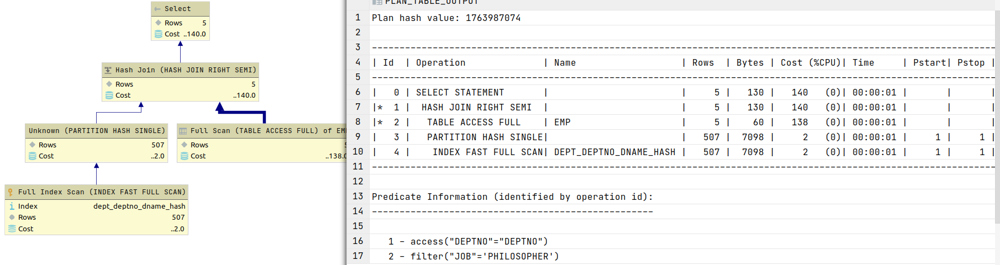 Select
Rows 5
Cost ..140.0
Hash Join (HASH JOIN RIGHT SEMI)
Rows 5
Cost ..140.0
Unknown (PARTITION HASH SINGLE)
Rows 507
Cost ..2.0
Full Scan (TABLE ACCESS FULL) of EM
Rows 5
Cost ..138.0
Full Index Scan (INDEX FAST FULL SCAN)
Index dept_deptno_dname_hash
Rows 507
Cost ..2.0
PLAN_TABLE_OUTPUT
1 Plan hash value: 1763987074
2
3 ------------------------------------------------------------------------------------------------------------------
4 | Id  | Operation              | Name                   | Rows  | Bytes | Cost (%CPU)| Time     | Pstart| Pstop |
5 ------------------------------------------------------------------------------------------------------------------
6 |   0 | SELECT STATEMENT       |                        |     5 |   130 |   140   (0)| 00:00:01 |       |       |
7 |*  1 |  HASH JOIN RIGHT SEMI  |                        |     5 |   130 |   140   (0)| 00:00:01 |       |       |
8 |*  2 |   TABLE ACCESS FULL    | EMP                    |     5 |    60 |   138   (0)| 00:00:01 |       |       |
9 |   3 |   PARTITION HASH SINGLE|                        |   507 |  7098 |     2   (0)| 00:00:01 |     1 |     1 |
10 |   4 |    INDEX FAST FULL SCAN| DEPT_DEPTNO_DNAME_HASH |   507 |  7098 |     2   (0)| 00:00:01 |     1 |     1 |
11 ------------------------------------------------------------------------------------------------------------------
12
13 Predicate Information (identified by operation id):
14 ---------------------------------------------------
15
16    1 - access("DEPTNO"="DEPTNO")
17    2 - filter("JOB"='PHILOSOPHER')